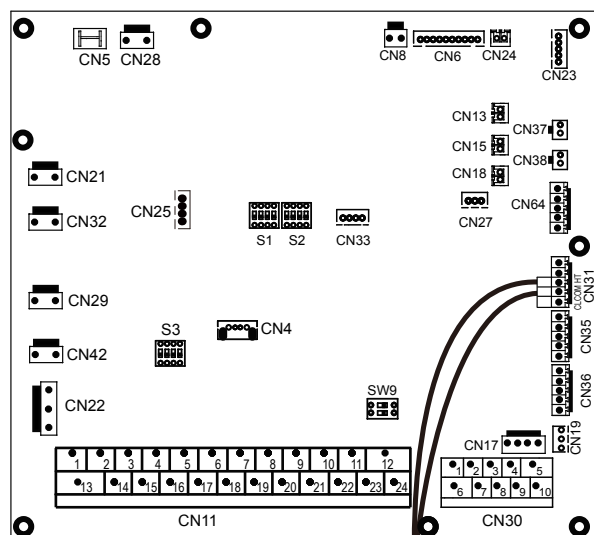 CN5 CN28 CN8 CN6 CN24 CN23
CN13 CN37
CN15 CN38
CN18
CN21
CN32 CN25 S1 S2 CN33 CN27 CN64
CN29
CN31
CL COM HT
S3 CN4 CN35
CN42
CN22 SW9 CN36
CN17 CN19
1 2 3 4 5 6 7 8 9 10 11 12
13 14 15 16 17 18 19 20 21 22 23 24
CN11
1 2 3 4 5
6 7 8 9 10
CN30